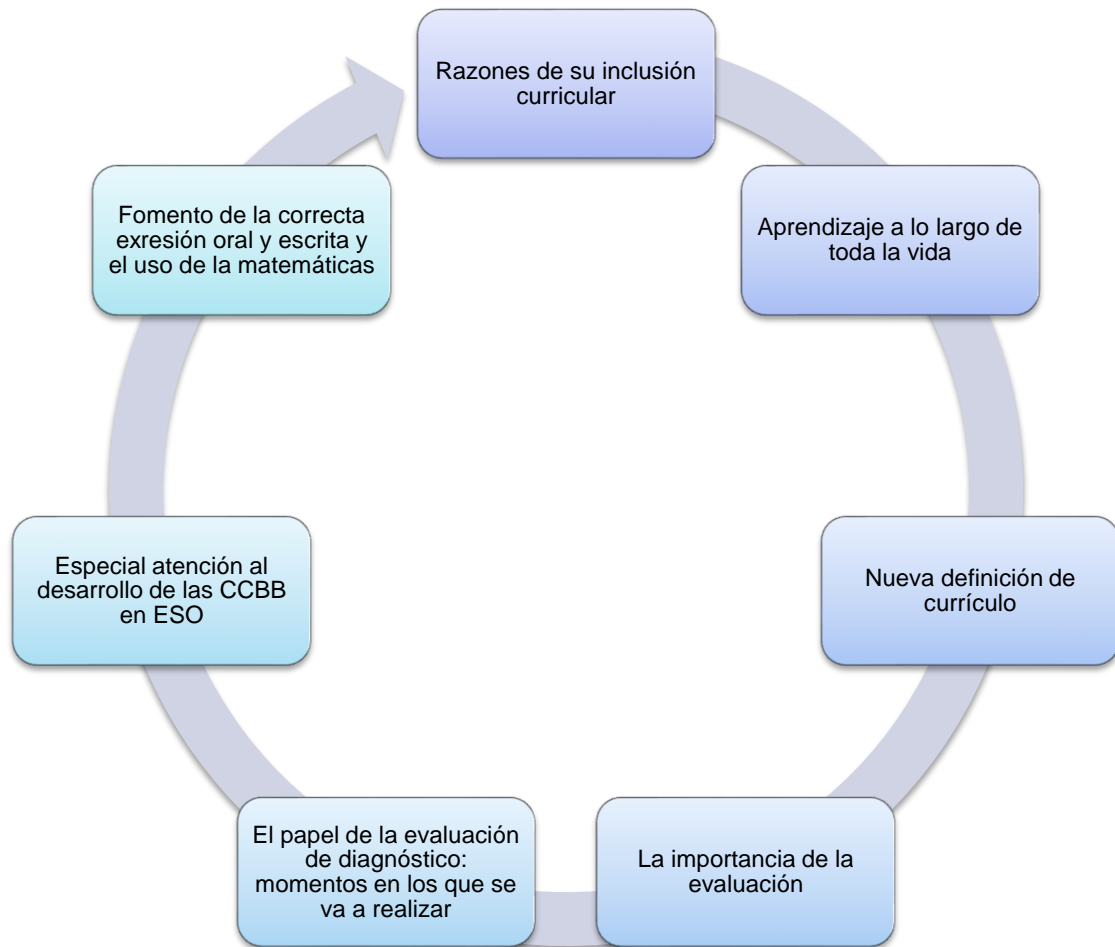 Razones de su inclusión
curricular
Aprendizaje a lo largo de
toda la vida
Nueva definición de
currículo
La importancia de la
evaluación
El papel de la evaluación
de diagnóstico:
momentos en los que se
va a realizar
Especial atención al
desarrollo de las CCBB
en ESO
Fomento de la correcta
exresión oral y escrita y
el uso de la matemáticas